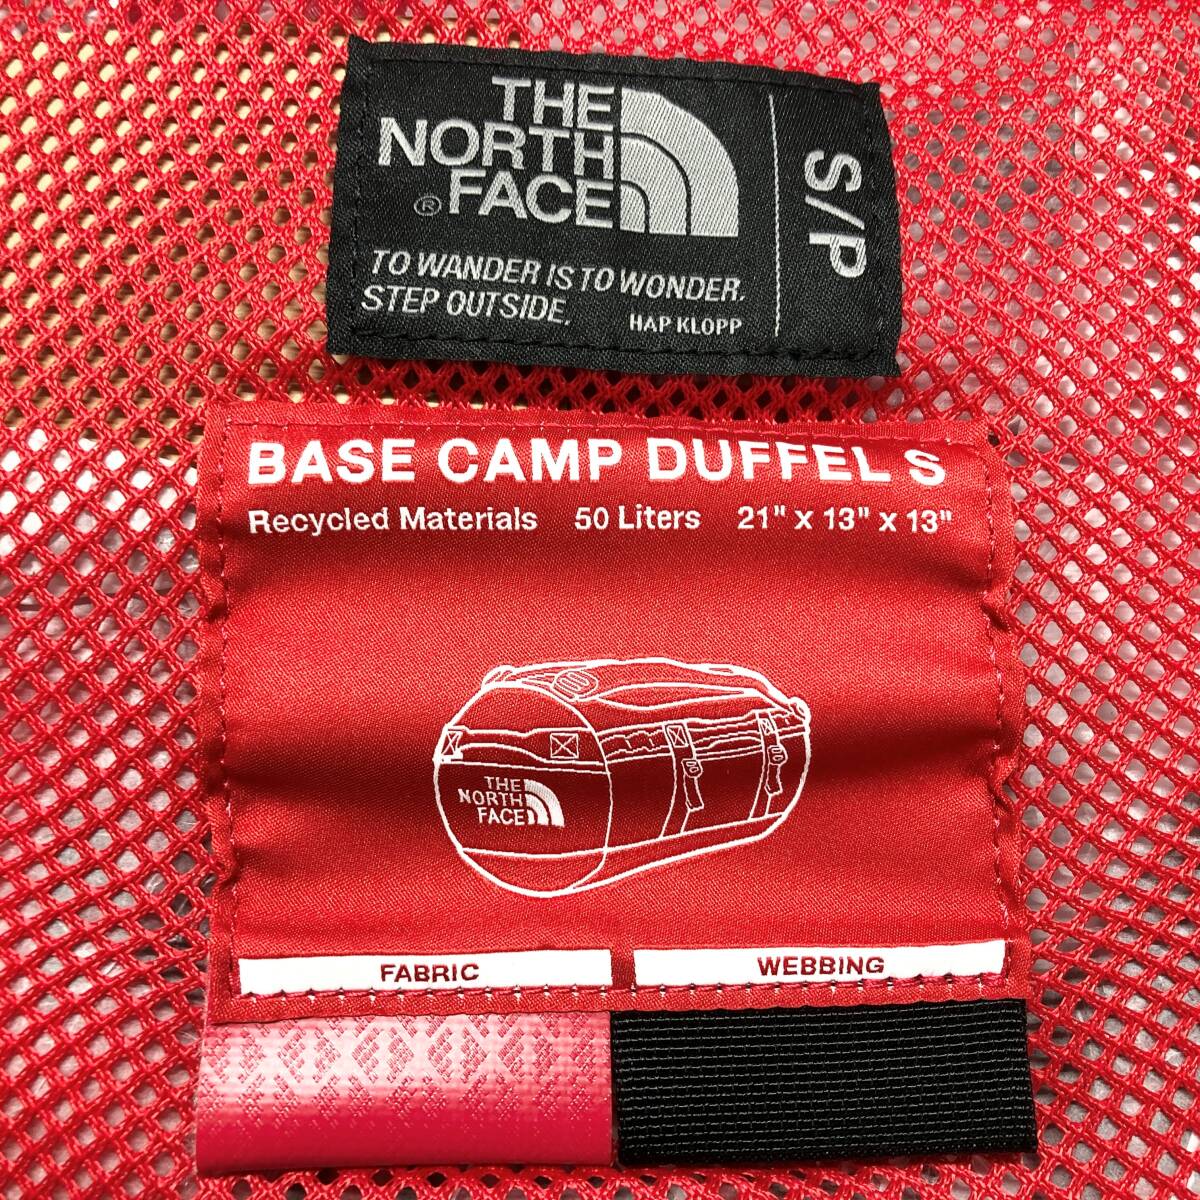 THE
NORTH
® FACE
TO WANDER IS TO WONDER.
STEP OUTSIDE.
HAP KLOPP
S/P
BASE CAMP DUFFEL S
Recycled Materials 50 Liters 21" x 13" x 13"
THE
NORTH
FACE
FABRIC
WEBBING